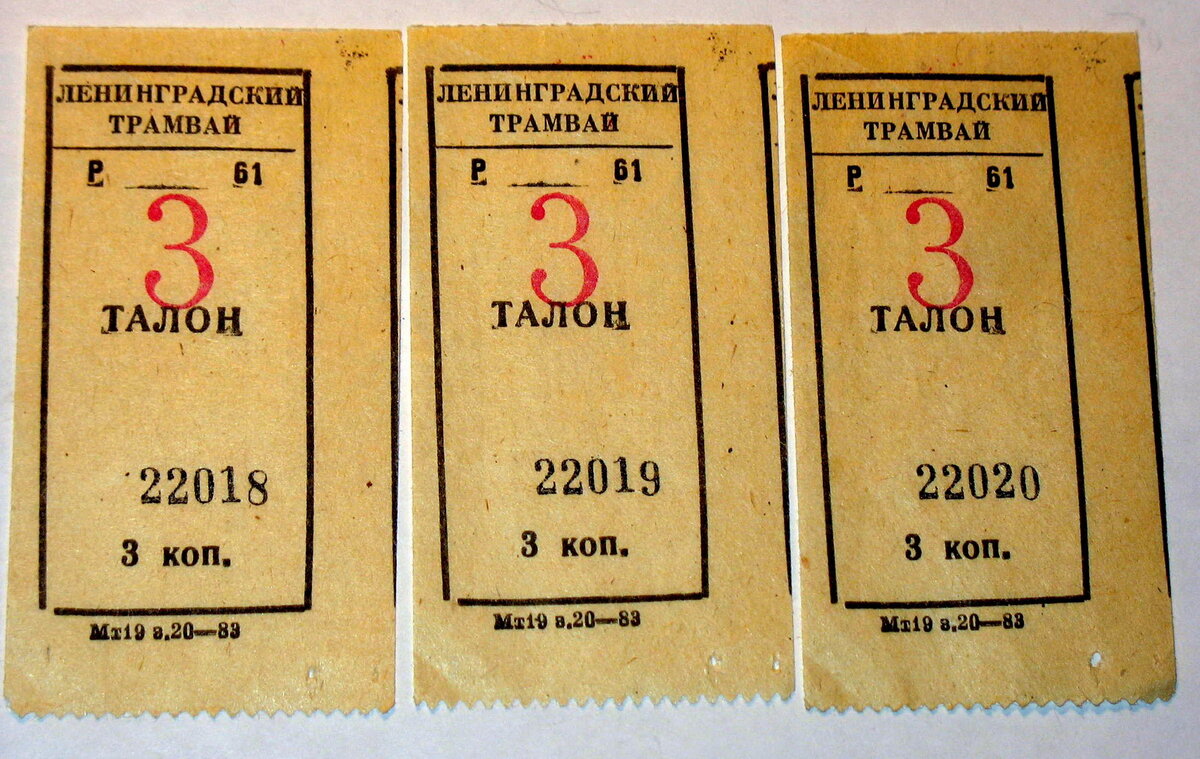 ЛЕНИНГРАДСКИЙ
ТРАМВАЙ
Р 61
3
ТАЛОН
22018
3 коп.
Мт19 з.20—83
ЛЕНИНГРАДСКИЙ
ТРАМВАЙ
Р 61
3
ТАЛОН
22019
3 коп.
Мт19 з.20—83
ЛЕНИНГРАДСКИЙ
ТРАМВАЙ
Р 61
3
ТАЛОН
22020
3 коп.
Мт19 з.20—83